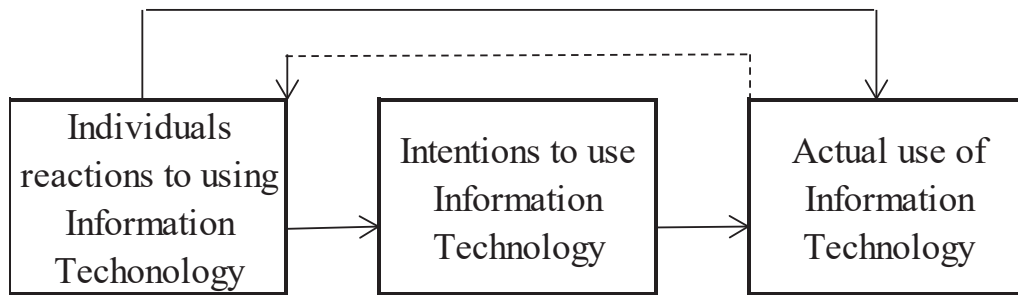 Individuals
reactions to using
Information
Techonology
Intentions to use
Information
Technology
Actual use of
Information
Technology